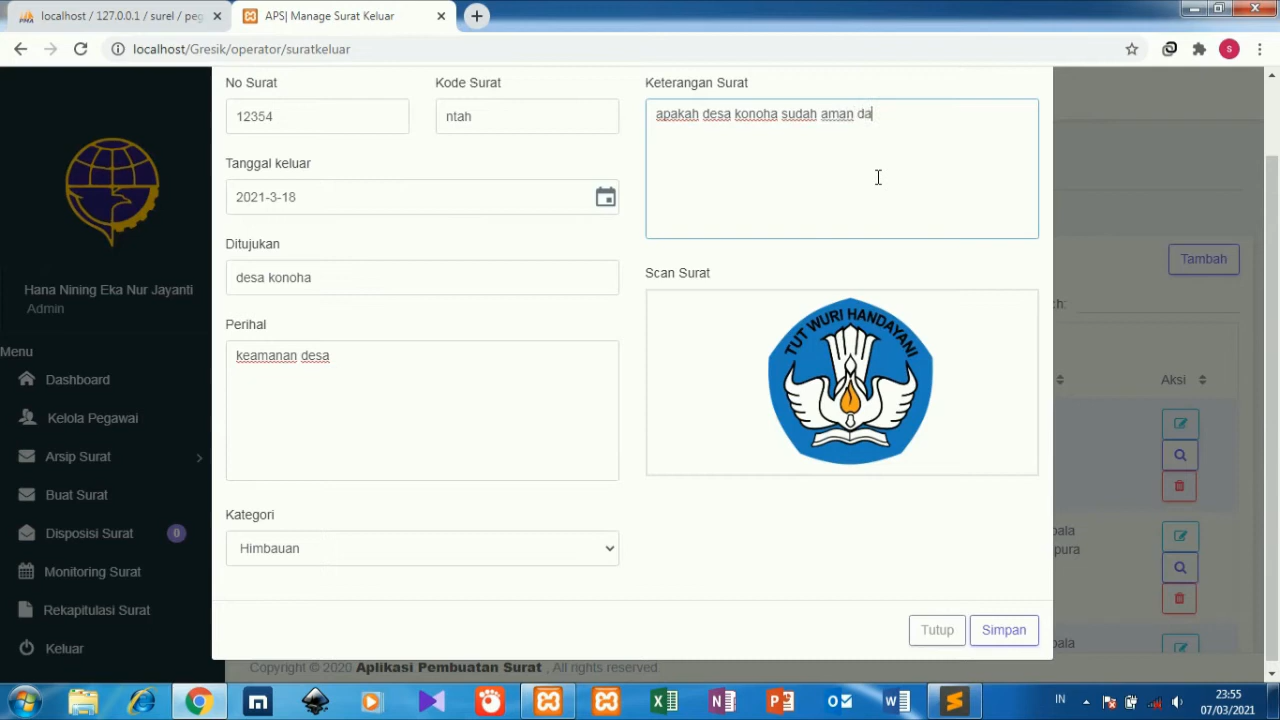 localhost / 127.0.0.1 / surel / peg
APS| Manage Surat Keluar
localhost/Gresik/operator/suratkeluar
S
Hana Nining Eka Nur Jayanti
Admin
Menu
Dashboard
Kelola Pegawai
Arsip Surat
Buat Surat
Disposisi Surat 0
Monitoring Surat
Rekapitulasi Surat
Keluar
No Surat
12354
Kode Surat
ntah
Tanggal keluar
2021-3-18
Ditujukan
desa konoha
Perihal
keamanan desa
Kategori
Himbauan
Keterangan Surat
apakah desa konoha sudah aman da
Scan Surat
TUT WURI HANDAYANI
Tutup Simpan
Tambah
ch:
Aksi
pala
pura
pala
Copyright © 2020 Aplikasi Pembuatan Surat , All rights reserved.
IN
23:55
07/03/2021